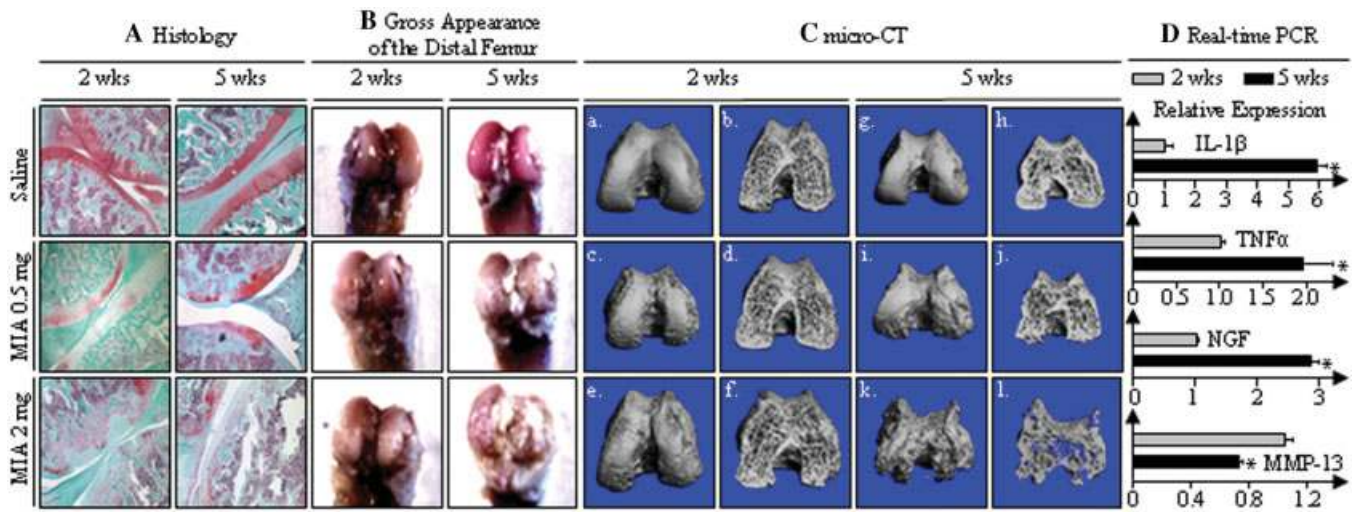 A Histology
2 wks 5 wks
B Gross Appearance
of the Distal Femur
2 wks 5 wks
C micro-CT
2 wks 5 wks
D Real-time PCR
2 wks 5 wks
Saline
MIA 0.5 mg
MIA 2 mg
a. b. g. h.
c. d. i. j.
e. f. k. l.
Relative Expression
IL-1β
*
0 1 2 3 4 5 6
TNFα
*
0 0.5 1.0 1.5 2.0
NGF
*
0 1 2 3
* MMP-13
0 0.4 0.8 1.2